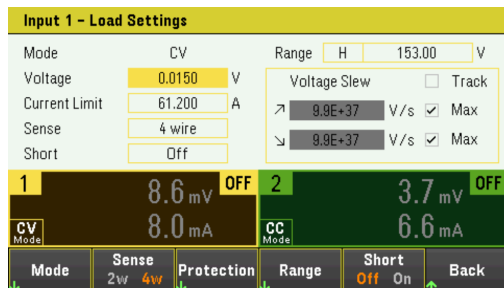 Input 1 – Load Settings
Mode CV Range H 153.00 V
Voltage 0.0150 V Voltage Slew Track
Current Limit 61.200 A 9.9E+37 V/s Max
Sense 4 wire
9.9E+37 V/s Max
Short Off
1 8.6 mV OFF 2 3.7 mV OFF
CV Mode 8.0 mA CC Mode 6.6 mA
Mode Sense Protection Range Short Back
2w 4w Off On